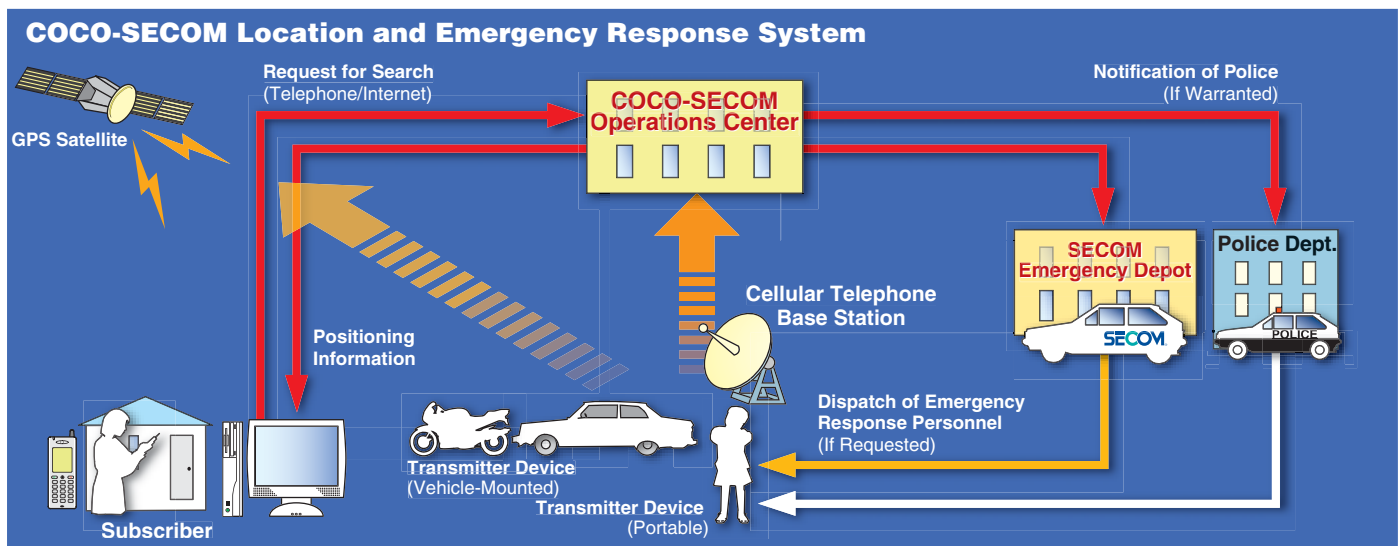 COCO-SECOM Location and Emergency Response System
Request for Search
(Telephone/Internet)
COCO-SECOM
Operations Center
Notification of Police
(If Warranted)
GPS Satellite
SECOM
Emergency Depot
Police Dept.
Cellular Telephone
Base Station
Positioning
Information
SECOM
POLICE
Dispatch of Emergency
Response Personnel
(If Requested)
Transmitter Device
(Vehicle-Mounted)
Transmitter Device
(Portable)
Subscriber